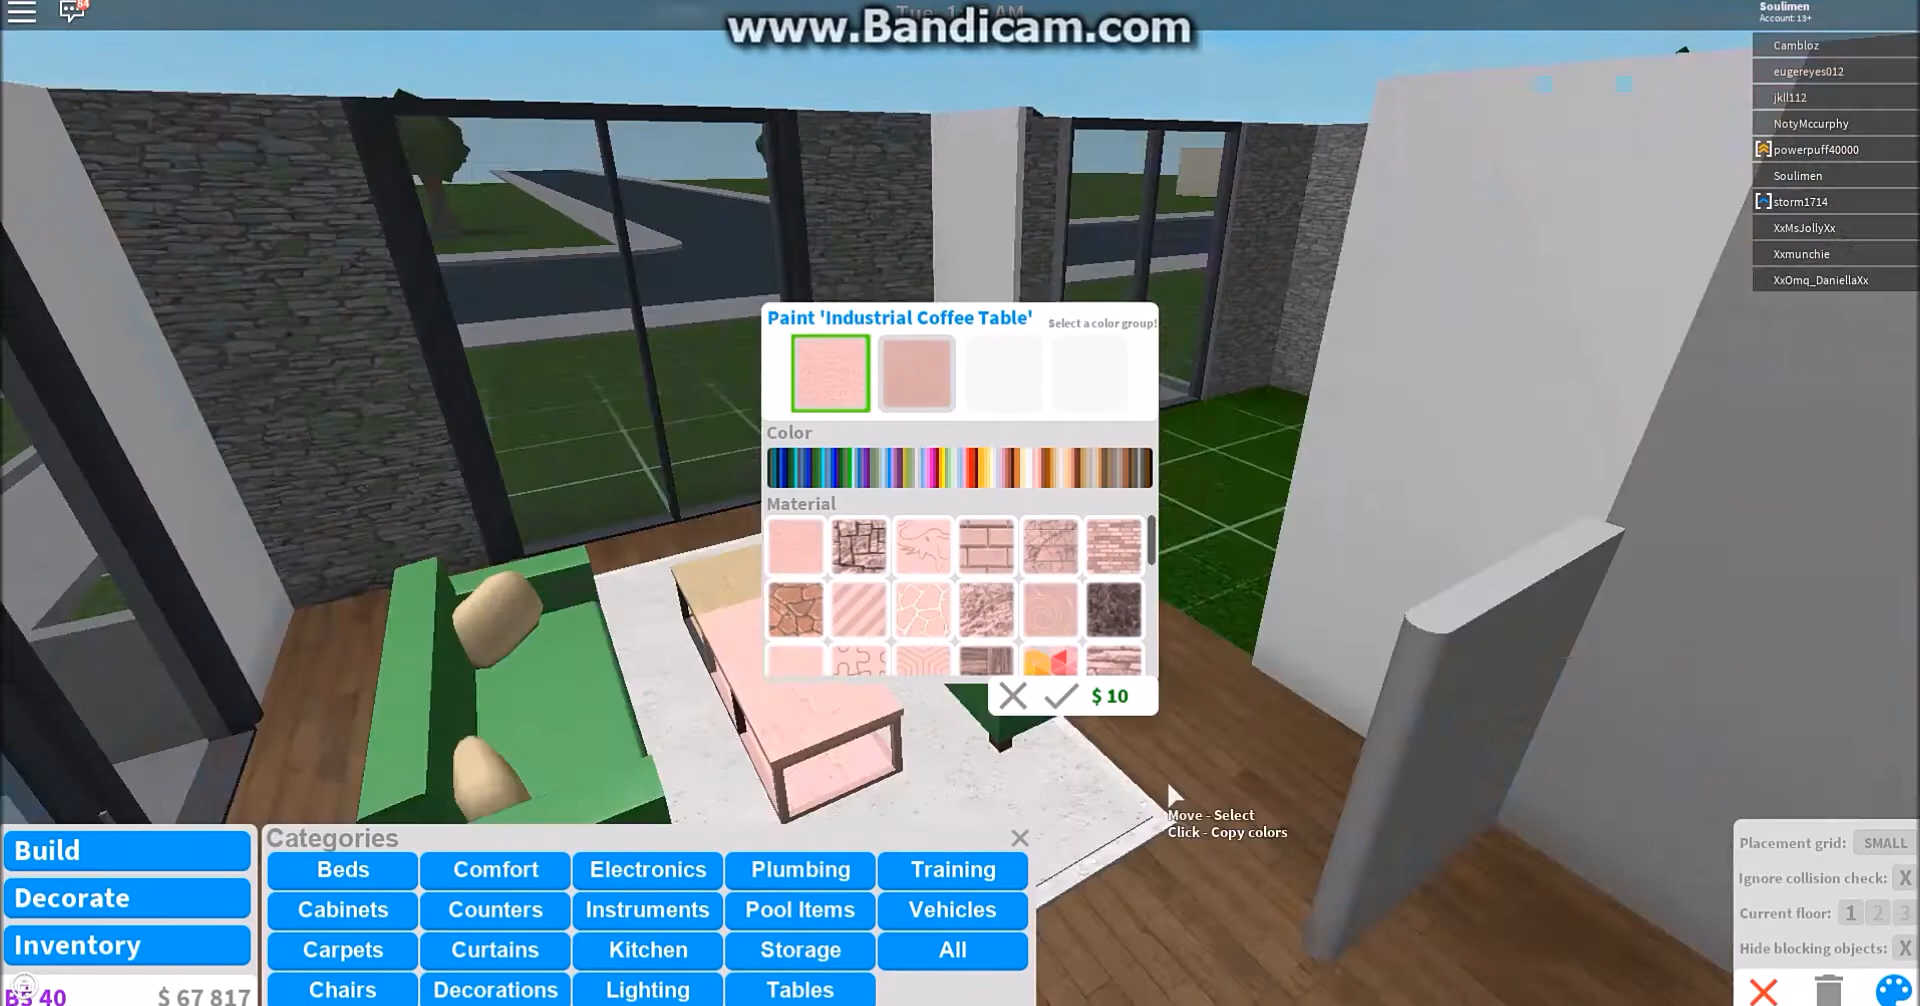 84
www.Bandicam.com
Soulimen
Account: 13+
Cambloz
eugereyes012
jkll112
NotyMccurphy
powerpuff40000
Soulimen
storm1714
XxMsJollyXx
Xxmunchie
XxOmq_DaniellaXx
Paint 'Industrial Coffee Table'
Select a color group!
Color
Material
$ 10
Move - Select
Click - Copy colors
Build
Decorate
Inventory
B$ 40
$ 67 817
Categories
Beds Comfort Electronics Plumbing Training
Cabinets Counters Instruments Pool Items Vehicles
Carpets Curtains Kitchen Storage All
Chairs Decorations Lighting Tables
Placement grid: SMALL
Ignore collision check: X
Current floor: 1 2 3
Hide blocking objects: X